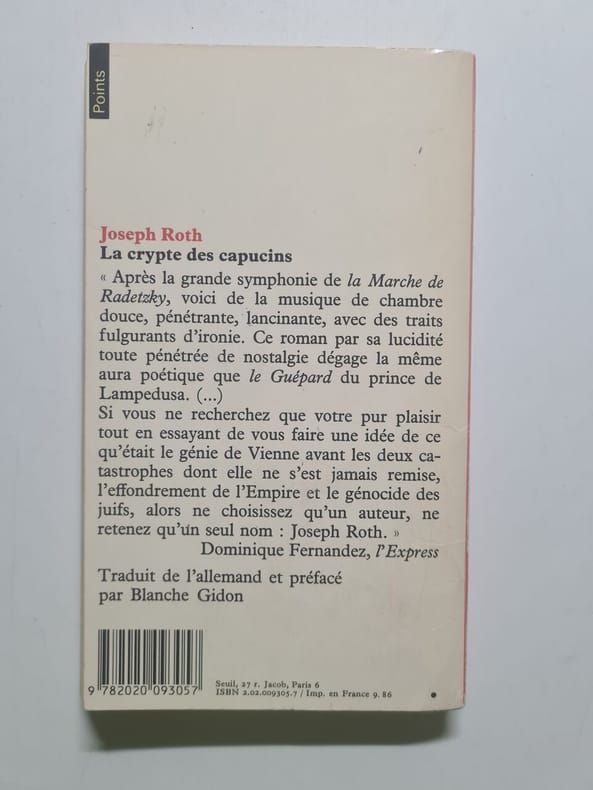 Points
Joseph Roth
La crypte des capucins
« Après la grande symphonie de la Marche de
Radetzky, voici de la musique de chambre
douce, pénétrante, lancinante, avec des traits
fulgurants d'ironie. Ce roman par sa lucidité
toute pénétrée de nostalgie dégage la même
aura poétique que le Guépard du prince de
Lampedusa. (...)
Si vous ne recherchez que votre pur plaisir
tout en essayant de vous faire une idée de ce
qu'était le génie de Vienne avant les deux ca-
tastrophes dont elle ne s'est jamais remise,
l'effondrement de l'Empire et le génocide des
juifs, alors ne choisissez qu'un auteur, ne
retenez qu'un seul nom : Joseph Roth. »
Dominique Fernandez, l'Express
Traduit de l'allemand et préfacé
par Blanche Gidon
9 782020 093057
Seuil, 27 r. Jacob, Paris 6
ISBN 2.02.009305.7 / Imp. en France 9.86